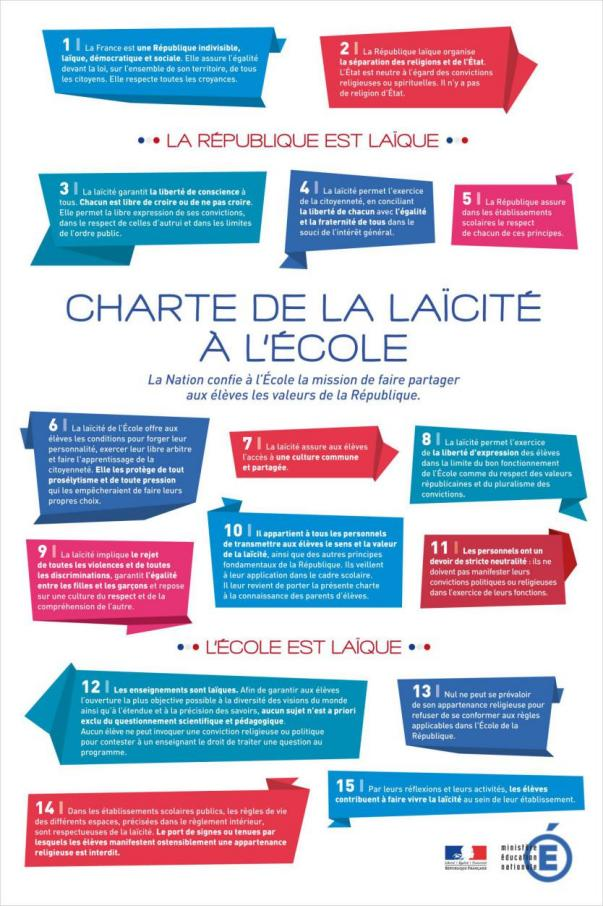 1 | La France est une République indivisible,
laïque, démocratique et sociale. Elle assure l'égalité
devant la loi, sur l'ensemble de son territoire, de tous
les citoyens. Elle respecte toutes les croyances.
2 | La République laïque organise
la séparation des religions et de l'État.
L'État est neutre à l'égard des convictions
religieuses ou spirituelles. Il n'y a pas
de religion d'État.
LA RÉPUBLIQUE EST LAÏQUE
3 | La laïcité garantit la liberté de conscience à
tous. Chacun est libre de croire ou de ne pas croire.
Elle permet la libre expression de ses convictions,
dans le respect de celles d'autrui et dans les limites
de l'ordre public.
4 | La laïcité permet l'exercice
de la citoyenneté, en conciliant
la liberté de chacun avec l'égalité
et la fraternité de tous dans le
souci de l'intérêt général.
5 | La République assure
dans les établissements
scolaires le respect
de chacun de ces principes.
CHARTE DE LA LAÏCITÉ
À L'ÉCOLE
La Nation confie à l'École la mission de faire partager
aux élèves les valeurs de la République.
6 | La laïcité de l'École offre aux
élèves les conditions pour forger leur
personnalité, exercer leur libre arbitre
et faire l'apprentissage de la
citoyenneté. Elle les protège de tout
prosélytisme et de toute pression
qui les empêcheraient de faire leurs
propres choix.
7 | La laïcité assure aux élèves
l'accès à une culture commune
et partagée.
8 | La laïcité permet l'exercice
de la liberté d'expression des élèves
dans la limite du bon fonctionnement
de l'École comme du respect des valeurs
républicaines et du pluralisme des
convictions.
9 | La laïcité implique le rejet
de toutes les violences et de toutes
les discriminations, garantit l'égalité
entre les filles et les garçons et repose
sur une culture du respect et de la
compréhension de l'autre.
10 | Il appartient à tous les personnels
de transmettre aux élèves le sens et la valeur
de la laïcité, ainsi que des autres principes
fondamentaux de la République. Ils veillent
à leur application dans le cadre scolaire.
Il leur revient de porter la présente charte
à la connaissance des parents d'élèves.
11 | Les personnels ont un
devoir de stricte neutralité : ils ne
doivent pas manifester leurs
convictions politiques ou religieuses
dans l'exercice de leurs fonctions.
L'ÉCOLE EST LAÏQUE
12 | Les enseignements sont laïques. Afin de garantir aux élèves
l'ouverture la plus objective possible à la diversité des visions du monde
ainsi qu'à l'étendue et à la précision des savoirs, aucun sujet n'est a priori
exclu du questionnement scientifique et pédagogique.
Aucun élève ne peut invoquer une conviction religieuse ou politique
pour contester à un enseignant le droit de traiter une question au
programme.
13 | Nul ne peut se prévaloir
de son appartenance religieuse pour
refuser de se conformer aux règles
applicables dans l'École de la
République.
14 | Dans les établissements scolaires publics, les règles de vie
des différents espaces, précisées dans le règlement intérieur,
sont respectueuses de la laïcité. Le port de signes ou tenues par
lesquels les élèves manifestent ostensiblement une appartenance
religieuse est interdit.
15 | Par leurs réflexions et leurs activités, les élèves
contribuent à faire vivre la laïcité au sein de leur établissement.
Liberté • Égalité • Fraternité
RÉPUBLIQUE FRANÇAISE
ministère
éducation
nationale
É